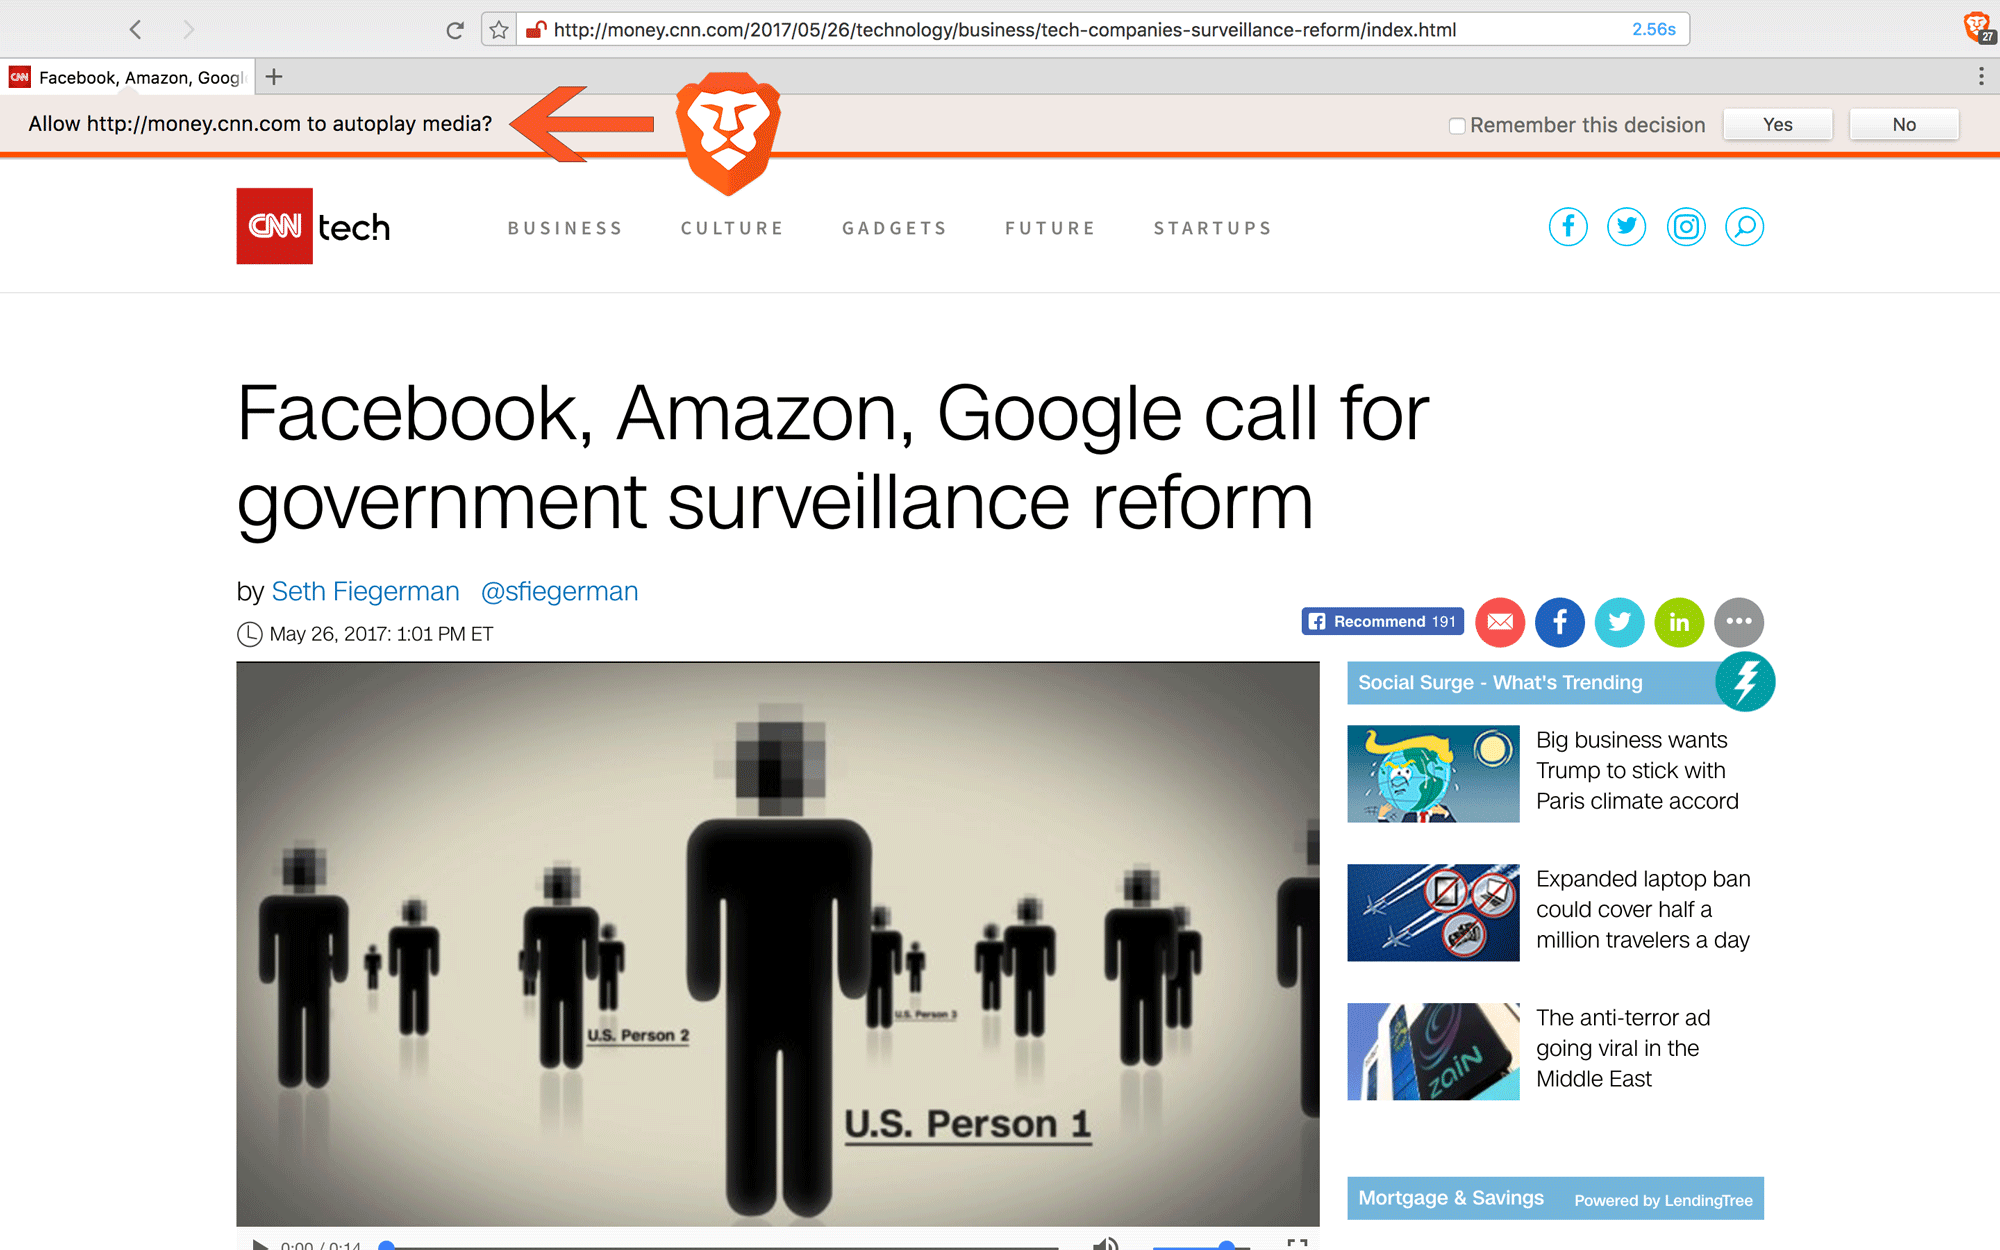 http://money.cnn.com/2017/05/26/technology/business/tech-companies-surveillance-reform/index.html 2.56s
27
CNN Facebook, Amazon, Googl
Allow http://money.cnn.com to autoplay media? Remember this decision Yes No
CNN tech BUSINESS CULTURE GADGETS FUTURE STARTUPS
Facebook, Amazon, Google call for
government surveillance reform
by Seth Fiegerman @sfiegerman
May 26, 2017: 1:01 PM ET
Recommend 191
Social Surge - What's Trending
Big business wants
Trump to stick with
Paris climate accord
Expanded laptop ban
could cover half a
million travelers a day
The anti-terror ad
going viral in the
Middle East
zain
U.S. Person 3
U.S. Person 2
U.S. Person 1
Mortgage & Savings Powered by LendingTree
0:00 / 0:14